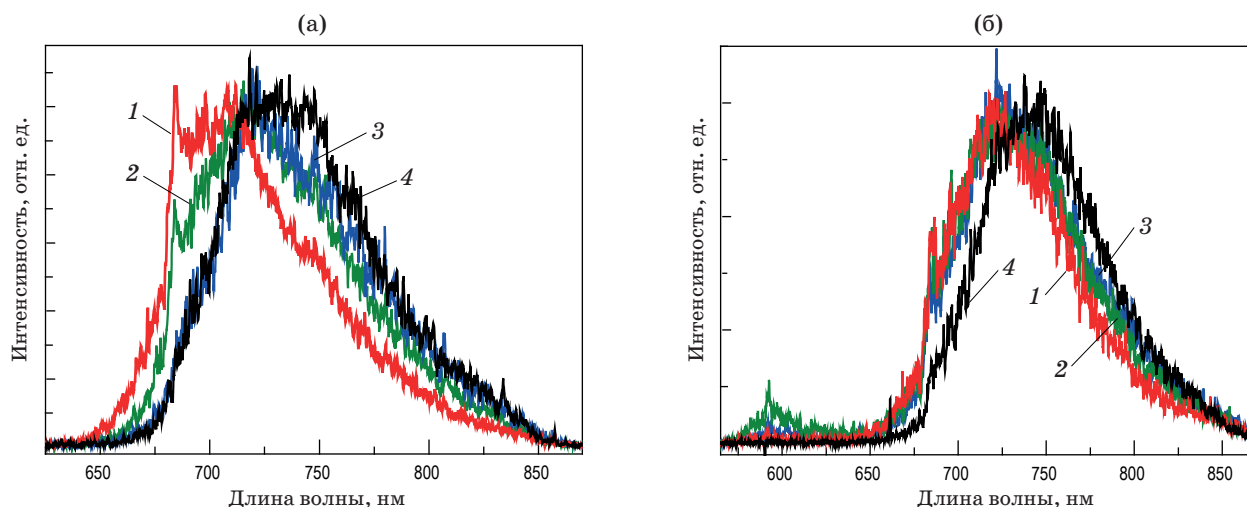 (а)
Интенсивность, отн. ед.
1
2
3
4
650 700 750 800 850
Длина волны, нм
(б)
Интенсивность, отн. ед.
4
3
1
2
600 650 700 750 800 850
Длина волны, нм